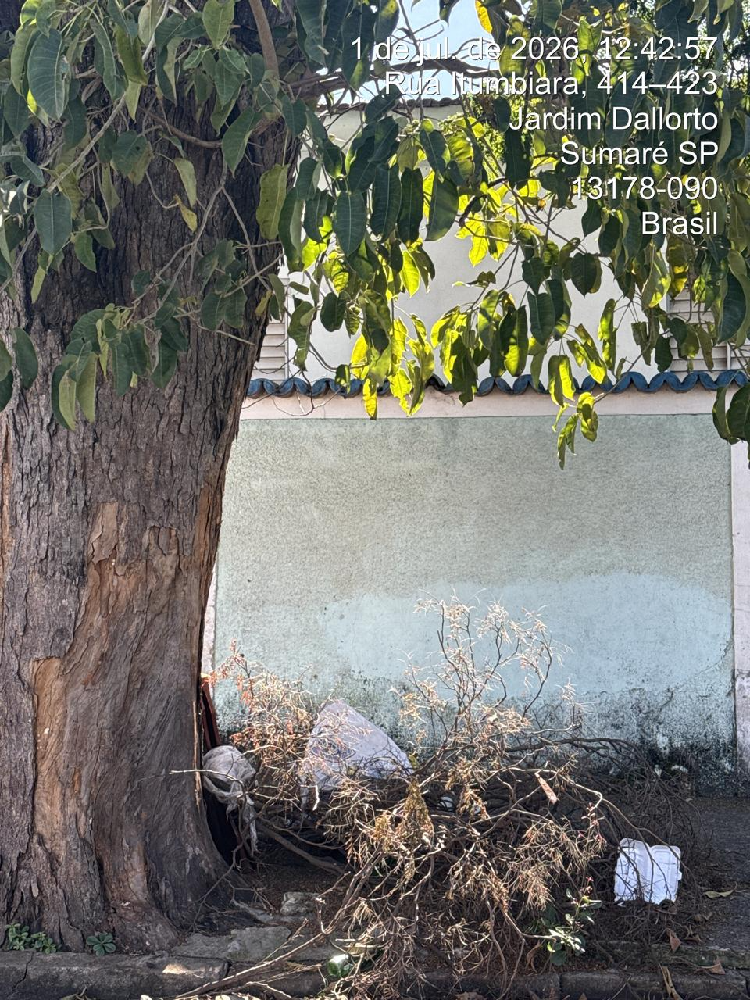 1 de jul. de 2026, 12:42:57
Rua Itumbiara, 414–423
Jardim Dallorto
Sumaré SP
13178-090
Brasil